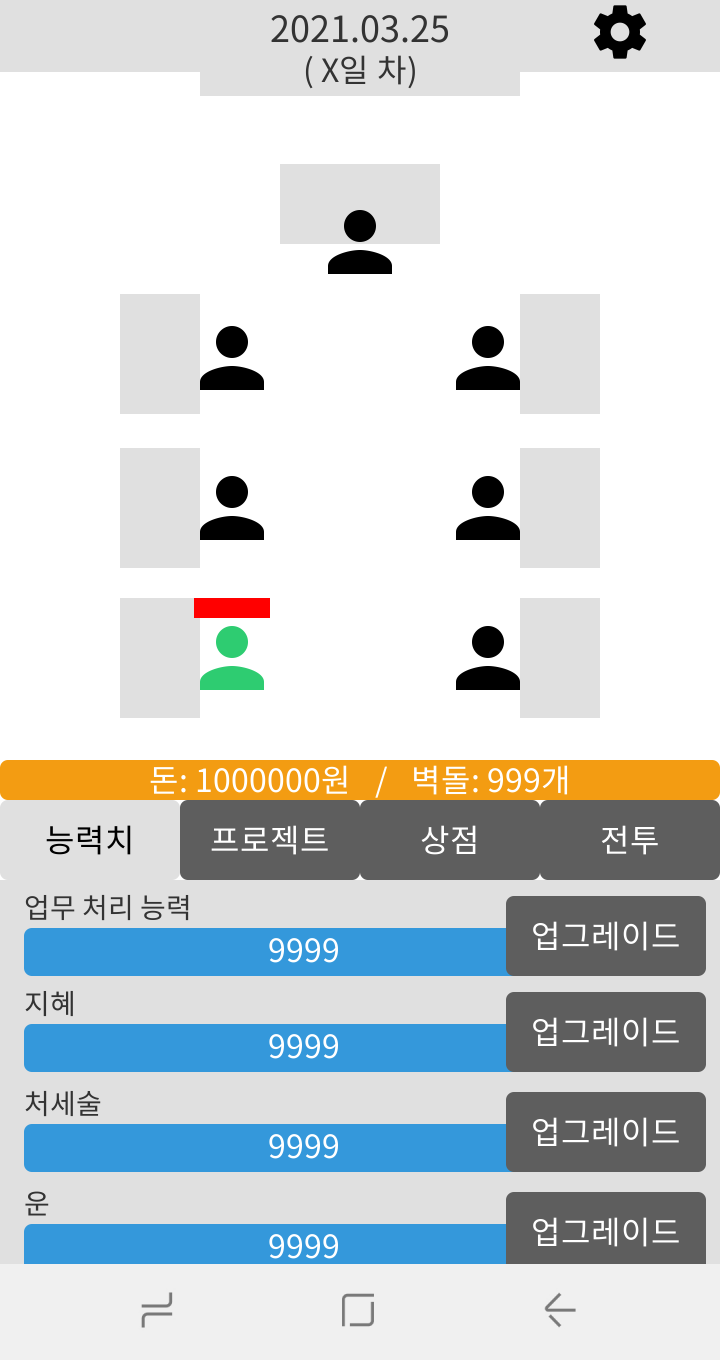 2021.03.25
( X일 차)
돈: 1000000원 / 벽돌: 999개
능력치 프로젝트 상점 전투
업무 처리 능력
9999 업그레이드
지혜
9999 업그레이드
처세술
9999 업그레이드
운
9999 업그레이드